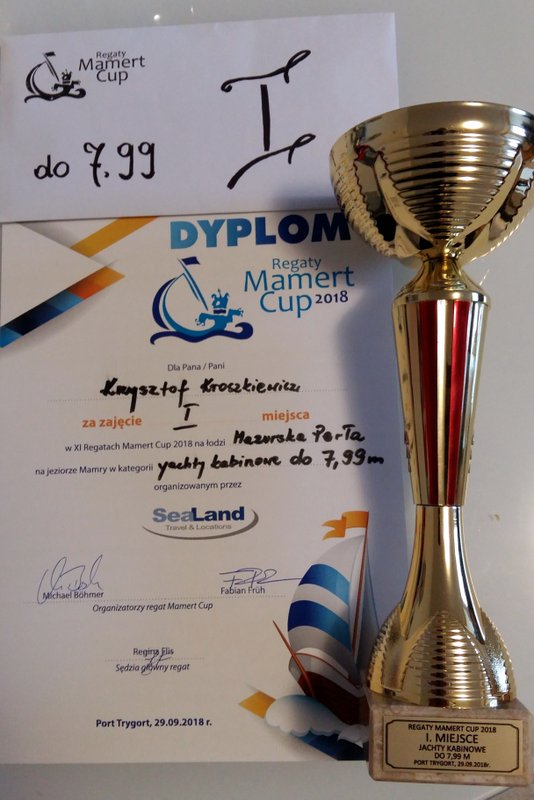 Regaty
Mamert
Cup
I
do 7.99
DYPLOM
Regaty
Mamert
Cup 2018
Dla Pana / Pani
Krzysztof Kroszkiewicz
za zajęcie I miejsca
w XI Regatach Mamert Cup 2018 na łodzi Mazurska Perła
na jeziorze Mamry w kategorii yachty kabinowe do 7,99m
organizowanym przez
SeaLand
Travel & Locations
Michael Böhmer
Fabian Früh
Organizatorzy regat Mamert Cup
Regina Flis
Sędzia główny regat
Port Trygort, 29.09.2018 r.
REGATY MAMERT CUP 2018
I. MIEJSCE
JACHTY KABINOWE
DO 7,99 M
PORT TRYGORT, 29.09.2018r.